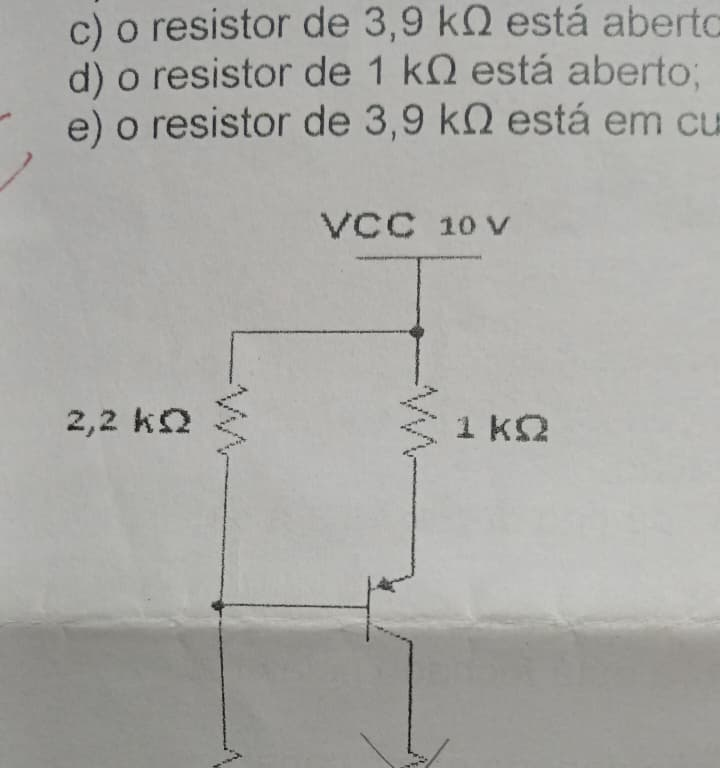 c) o resistor de 3,9 kΩ está aberto
d) o resistor de 1 kΩ está aberto;
e) o resistor de 3,9 kΩ está em cu
VCC 10 V
2,2 kΩ
1 kΩ